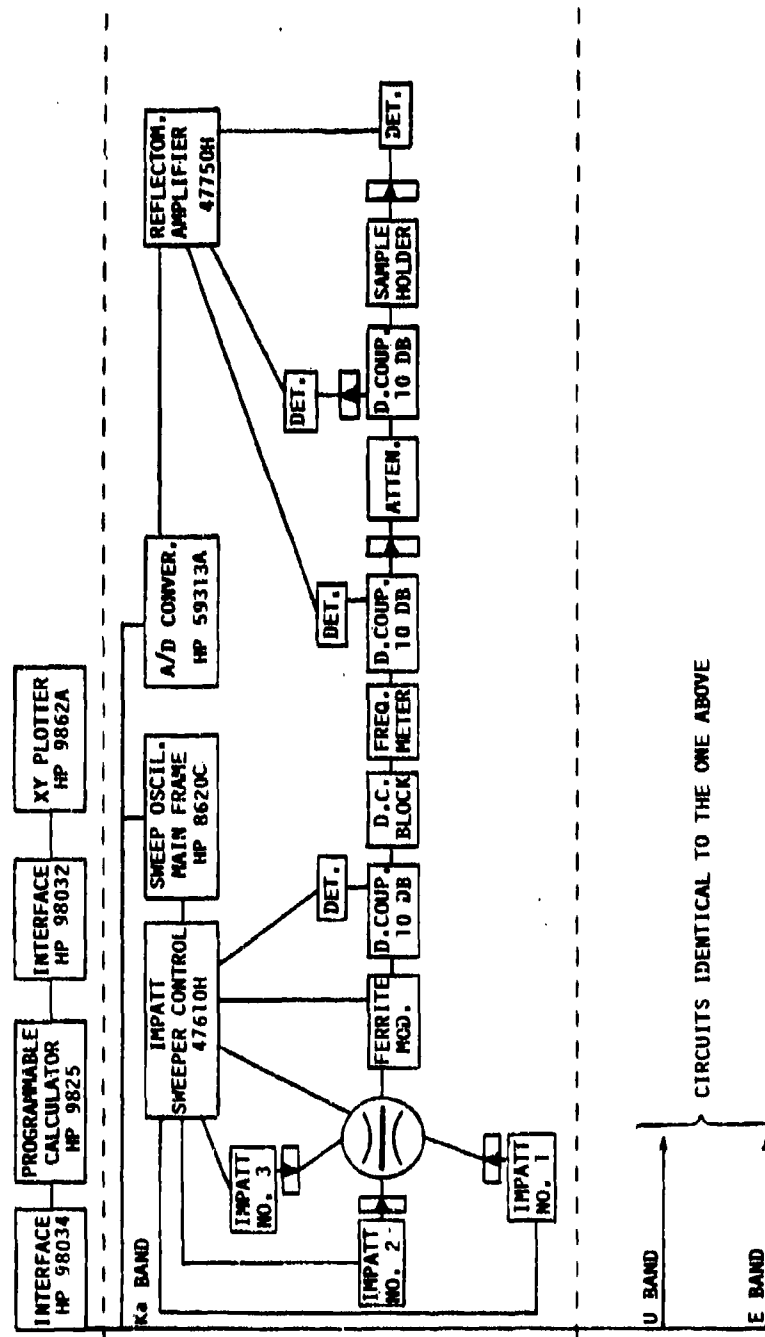 INTERFACE
HP 98034
PROGRAMMABLE
CALCULATOR
HP 9825
INTERFACE
HP 98032
XY PLOTTER
HP 9862A
Ka BAND
IMPATT
SWEEPER CONTROL
47610H
SWEEP OSCIL.
MAIN FRAME
HP 8620C
A/D CONVER.
HP 59313A
REFLECTOM.
AMPLIFIER
47750H
IMPATT
NO. 3
IMPATT
NO. 2
IMPATT
NO. 1
FERRITE
MOD.
DET.
D.COUP.
10 DB
D.C.
BLOCK
FREQ.
METER
DET.
D.COUP.
10 DB
ATTEN.
DET.
D.COUP.
10 DB
SAMPLE
HOLDER
DET.
U BAND
CIRCUITS IDENTICAL TO THE ONE ABOVE
E BAND